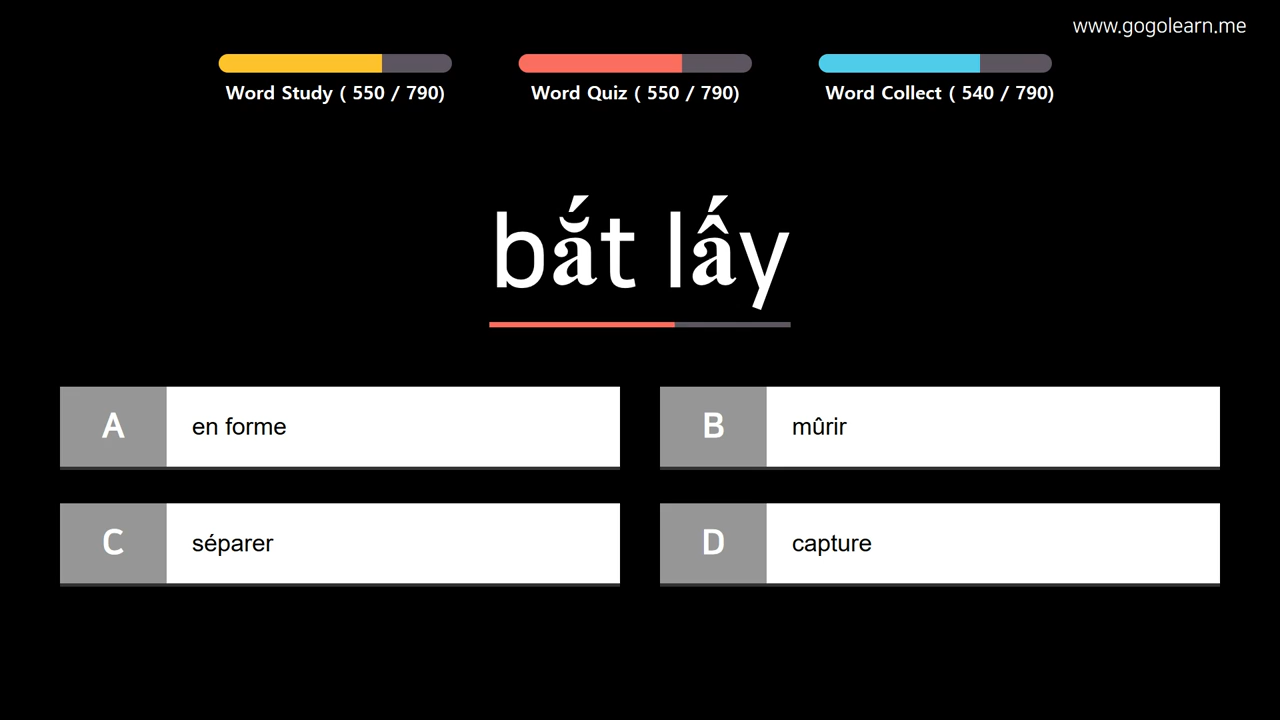 www.gogolearn.me
Word Study ( 550 / 790)
Word Quiz ( 550 / 790)
Word Collect ( 540 / 790)
bắt lấy
A
en forme
B
mûrir
C
séparer
D
capture